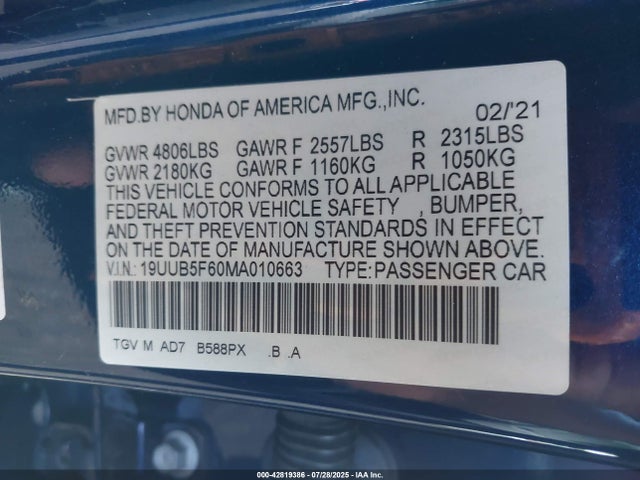 MFD.BY HONDA OF AMERICA MFG.,INC. 02/'21
GVWR 4806LBS GAWR F 2557LBS R 2315LBS
GVWR 2180KG GAWR F 1160KG R 1050KG
THIS VEHICLE CONFORMS TO ALL APPLICABLE
FEDERAL MOTOR VEHICLE SAFETY , BUMPER,
AND THEFT PREVENTION STANDARDS IN EFFECT
ON THE DATE OF MANUFACTURE SHOWN ABOVE.
V.I.N.: 19UUB5F60MA010663 TYPE:PASSENGER CAR
TGV M AD7 B588PX .B .A
000-42819386 | 07/28/2025 | IAA Inc.